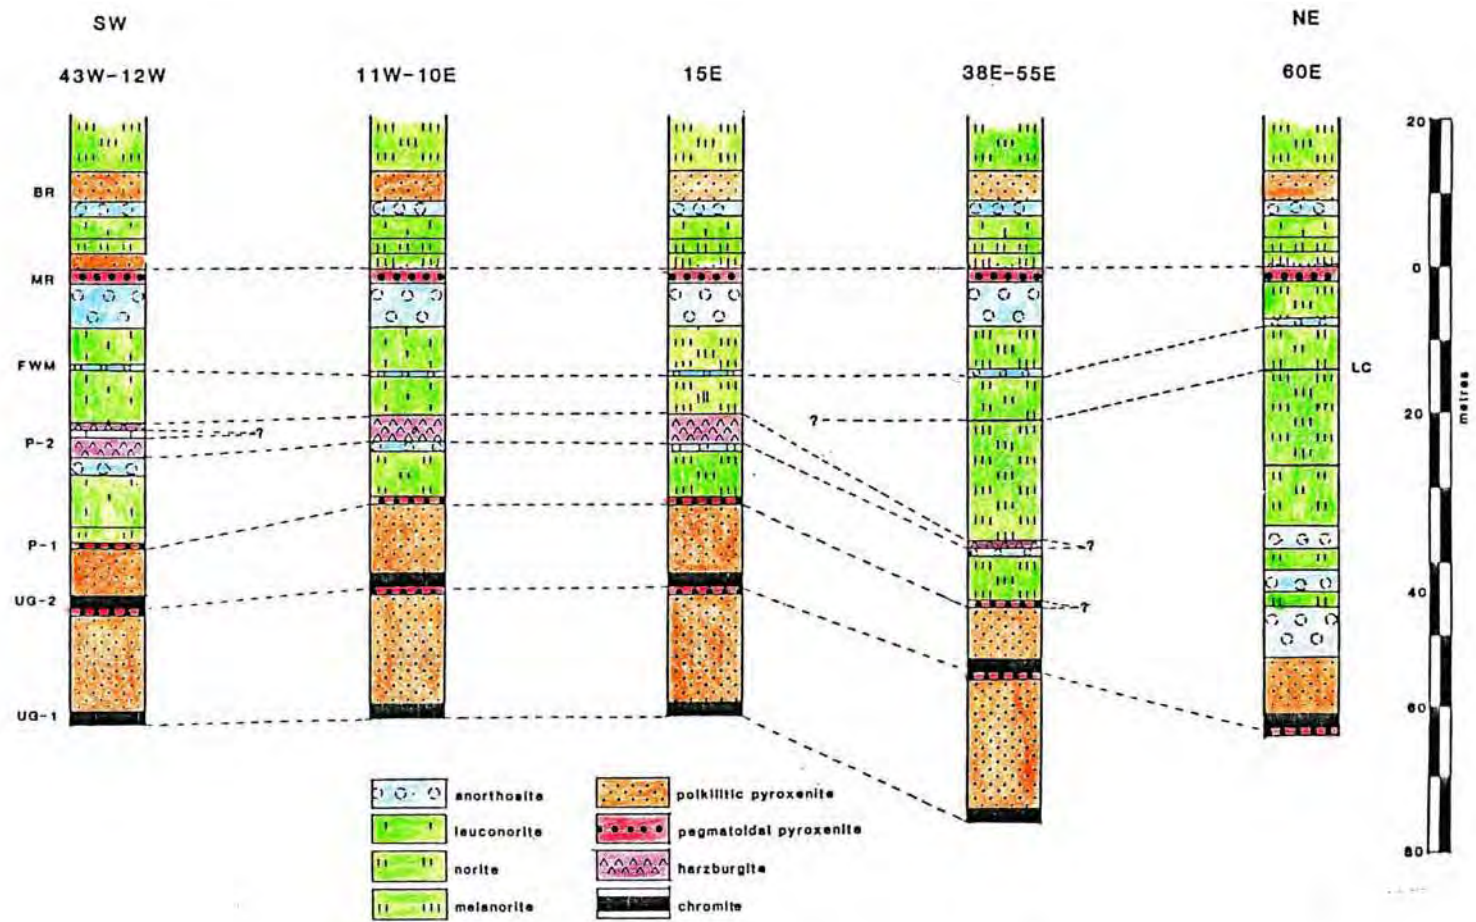 SW
NE
43W-12W
11W-10E
15E
38E-55E
60E
20
BR
MR
0
FWM
LC
metres
20
?
?
P-2
P-1
?
UG-2
?
40
UG-1
60
anorthosite
poikilitic pyroxenite
leuconorite
pegmatoidal pyroxenite
norite
harzburgite
melanorite
chromite
80